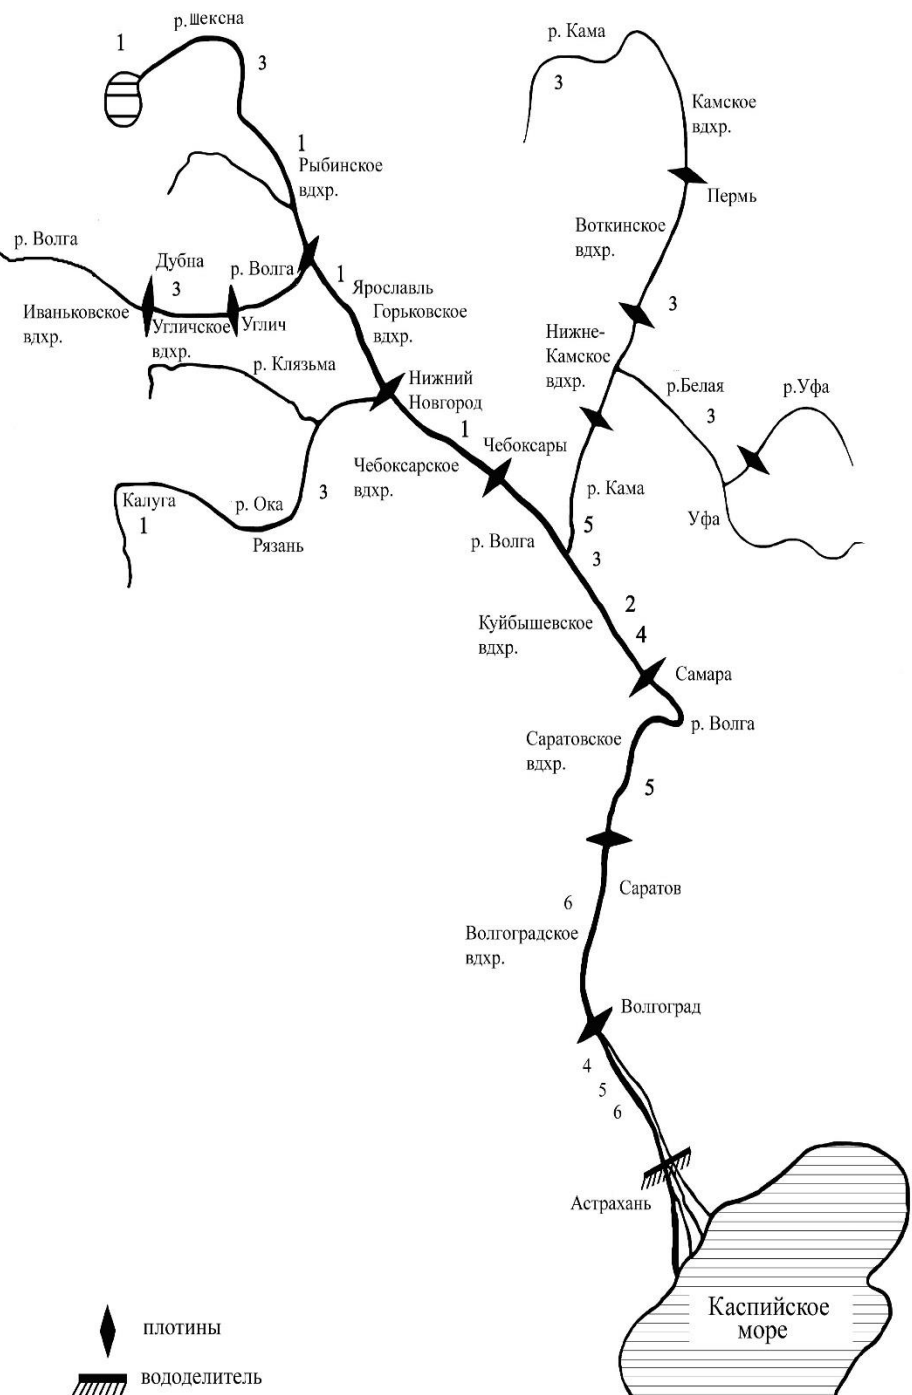 р. Шексна
1
3
р. Кама
3
Камское
вдхр.
1
Рыбинское
вдхр.
Пермь
Воткинское
вдхр.
р. Волга
Дубна
3
р. Волга
1
Ярославль
Горьковское
вдхр.
Иваньковское
вдхр.
Угличское
вдхр.
Углич
3
Нижне-
Камское
вдхр.
р. Клязьма
Нижний
Новгород
р.Белая
3
р.Уфа
1
Чебоксары
Чебоксарское
вдхр.
Калуга
1
р. Ока
3
Рязань
р. Кама
5
3
Уфа
р. Волга
2
4
Куйбышевское
вдхр.
Самара
р. Волга
Саратовское
вдхр.
5
Саратов
6
Волгоградское
вдхр.
Волгоград
4
5
6
Астрахань
Каспийское
море
плотины
вододелитель